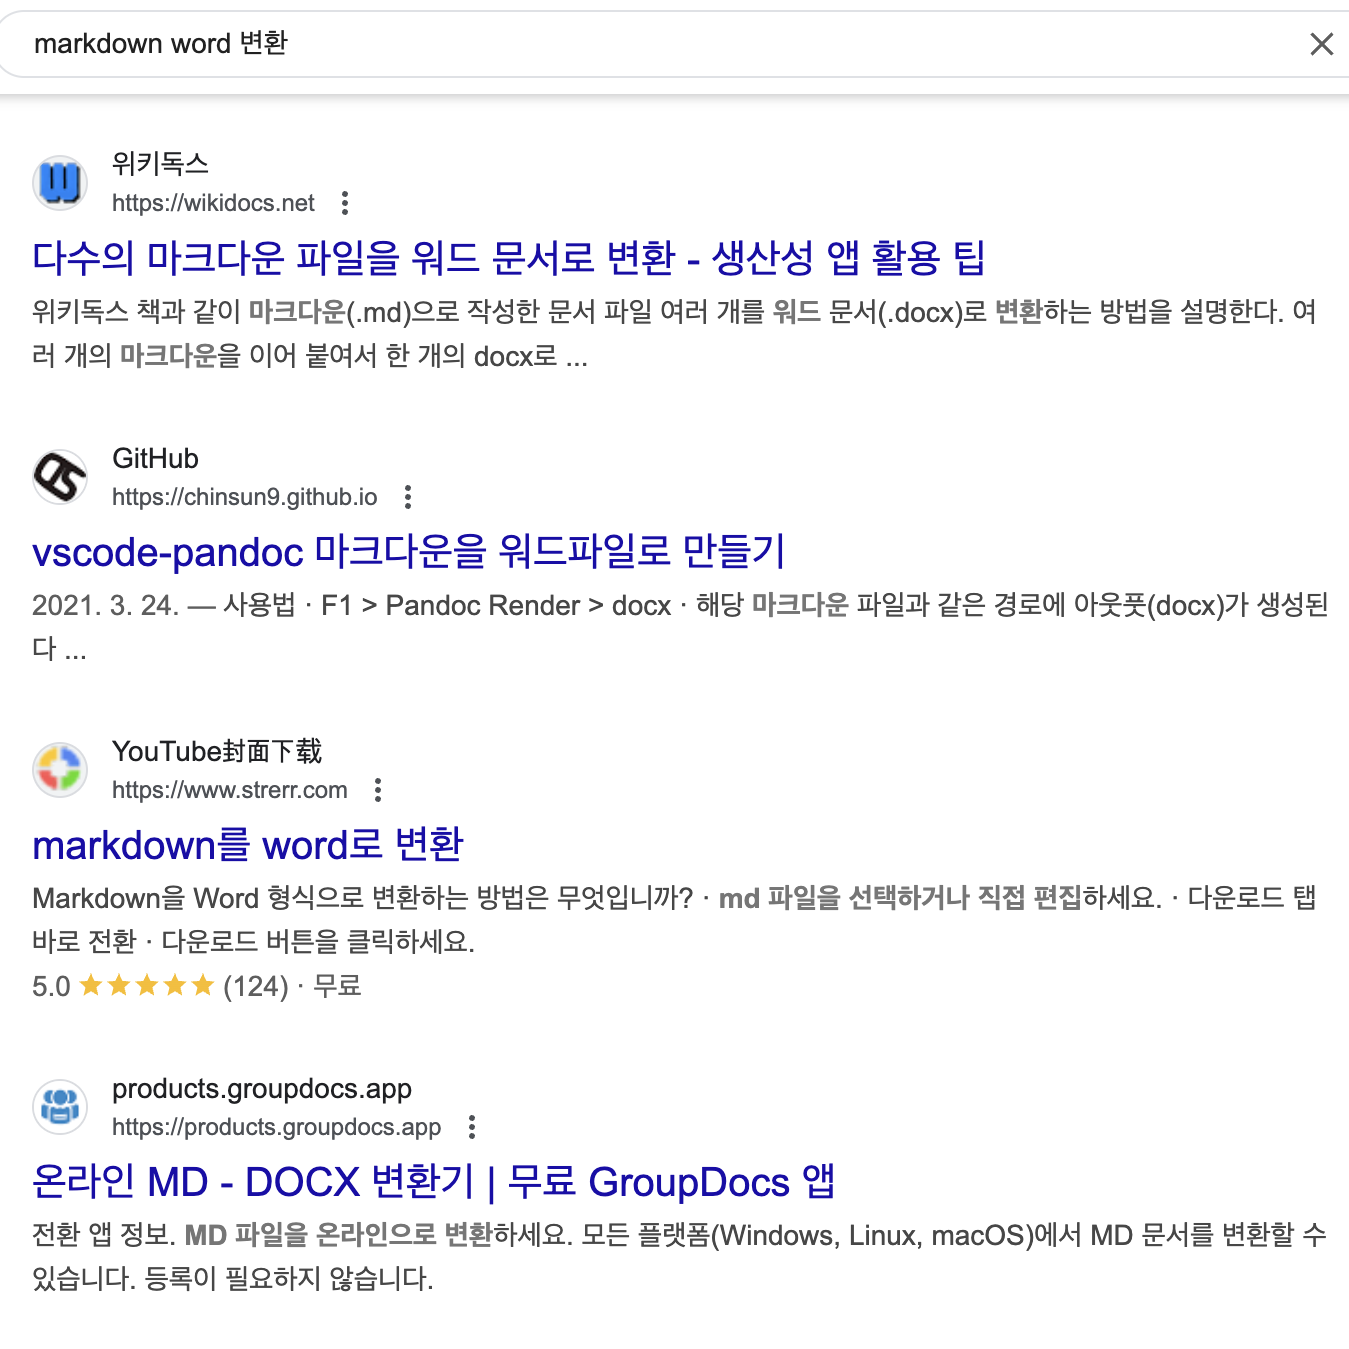 markdown word 변환
위키독스
https://wikidocs.net
다수의 마크다운 파일을 워드 문서로 변환 - 생산성 앱 활용 팁
위키독스 책과 같이 마크다운(.md)으로 작성한 문서 파일 여러 개를 워드 문서(.docx)로 변환하는 방법을 설명한다. 여
러 개의 마크다운을 이어 붙여서 한 개의 docx로 ...
GitHub
https://chinsun9.github.io
vscode-pandoc 마크다운을 워드파일로 만들기
2021. 3. 24. — 사용법 · F1 > Pandoc Render > docx · 해당 마크다운 파일과 같은 경로에 아웃풋(docx)가 생성된
다 ...
YouTube封面下载
https://www.strerr.com
markdown를 word로 변환
Markdown을 Word 형식으로 변환하는 방법은 무엇입니까? · md 파일을 선택하거나 직접 편집하세요. · 다운로드 탭
바로 전환 · 다운로드 버튼을 클릭하세요.
5.0 ★★★★★ (124) · 무료
products.groupdocs.app
https://products.groupdocs.app
온라인 MD - DOCX 변환기 | 무료 GroupDocs 앱
전환 앱 정보. MD 파일을 온라인으로 변환하세요. 모든 플랫폼(Windows, Linux, macOS)에서 MD 문서를 변환할 수
있습니다. 등록이 필요하지 않습니다.